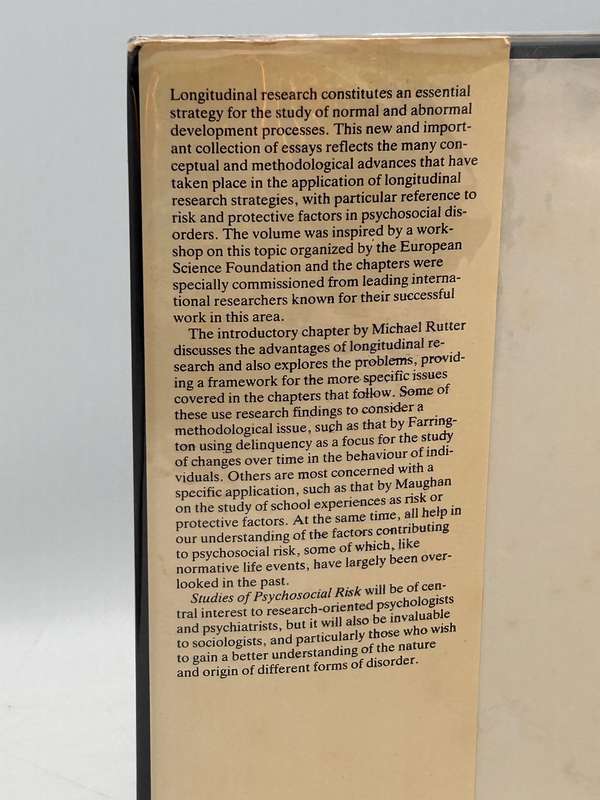 Longitudinal research constitutes an essential
strategy for the study of normal and abnormal
development processes. This new and import-
ant collection of essays reflects the many con-
ceptual and methodological advances that have
taken place in the application of longitudinal
research strategies, with particular reference to
risk and protective factors in psychosocial dis-
orders. The volume was inspired by a work-
shop on this topic organized by the European
Science Foundation and the chapters were
specially commissioned from leading interna-
tional researchers known for their successful
work in this area.
The introductory chapter by Michael Rutter
discusses the advantages of longitudinal re-
search and also explores the problems, provid-
ing a framework for the more specific issues
covered in the chapters that follow. Some of
these use research findings to consider a
methodological issue, such as that by Farring-
ton using delinquency as a focus for the study
of changes over time in the behaviour of indi-
viduals. Others are most concerned with a
specific application, such as that by Maughan
on the study of school experiences as risk or
protective factors. At the same time, all help in
our understanding of the factors contributing
to psychosocial risk, some of which, like
normative life events, have largely been over-
looked in the past.
Studies of Psychosocial Risk will be of cen-
tral interest to research-oriented psychologists
and psychiatrists, but it will also be invaluable
to sociologists, and particularly those who wish
to gain a better understanding of the nature
and origin of different forms of disorder.